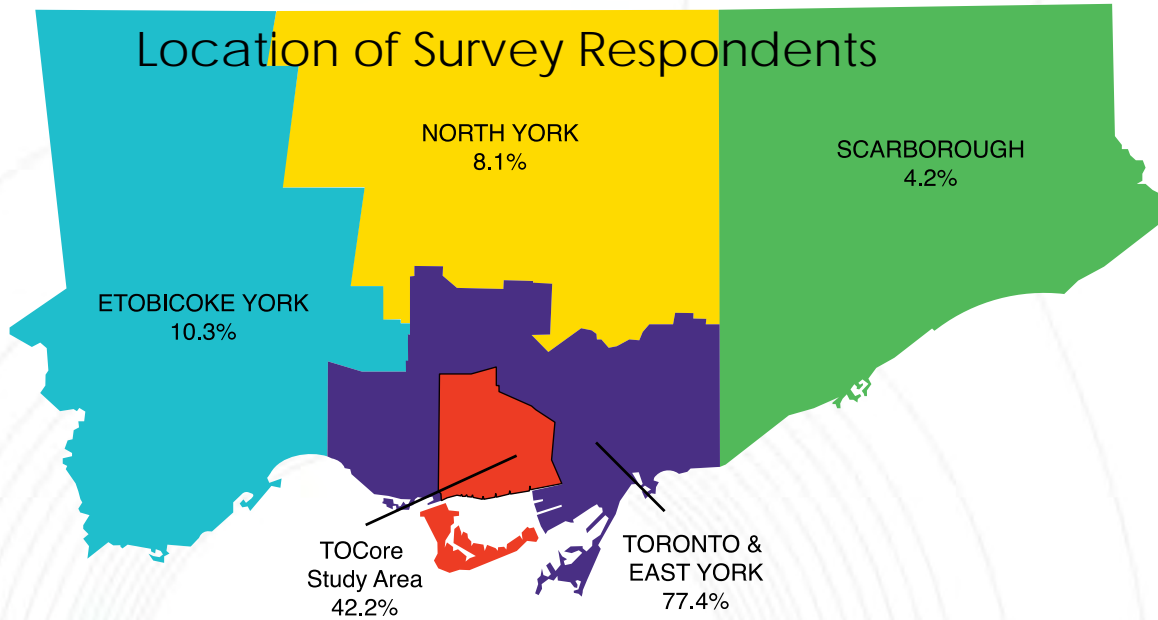 Location of Survey Respondents
NORTH YORK
8.1%
SCARBOROUGH
4.2%
ETOBICOKE YORK
10.3%
TOCore
Study Area
42.2%
TORONTO &
EAST YORK
77.4%